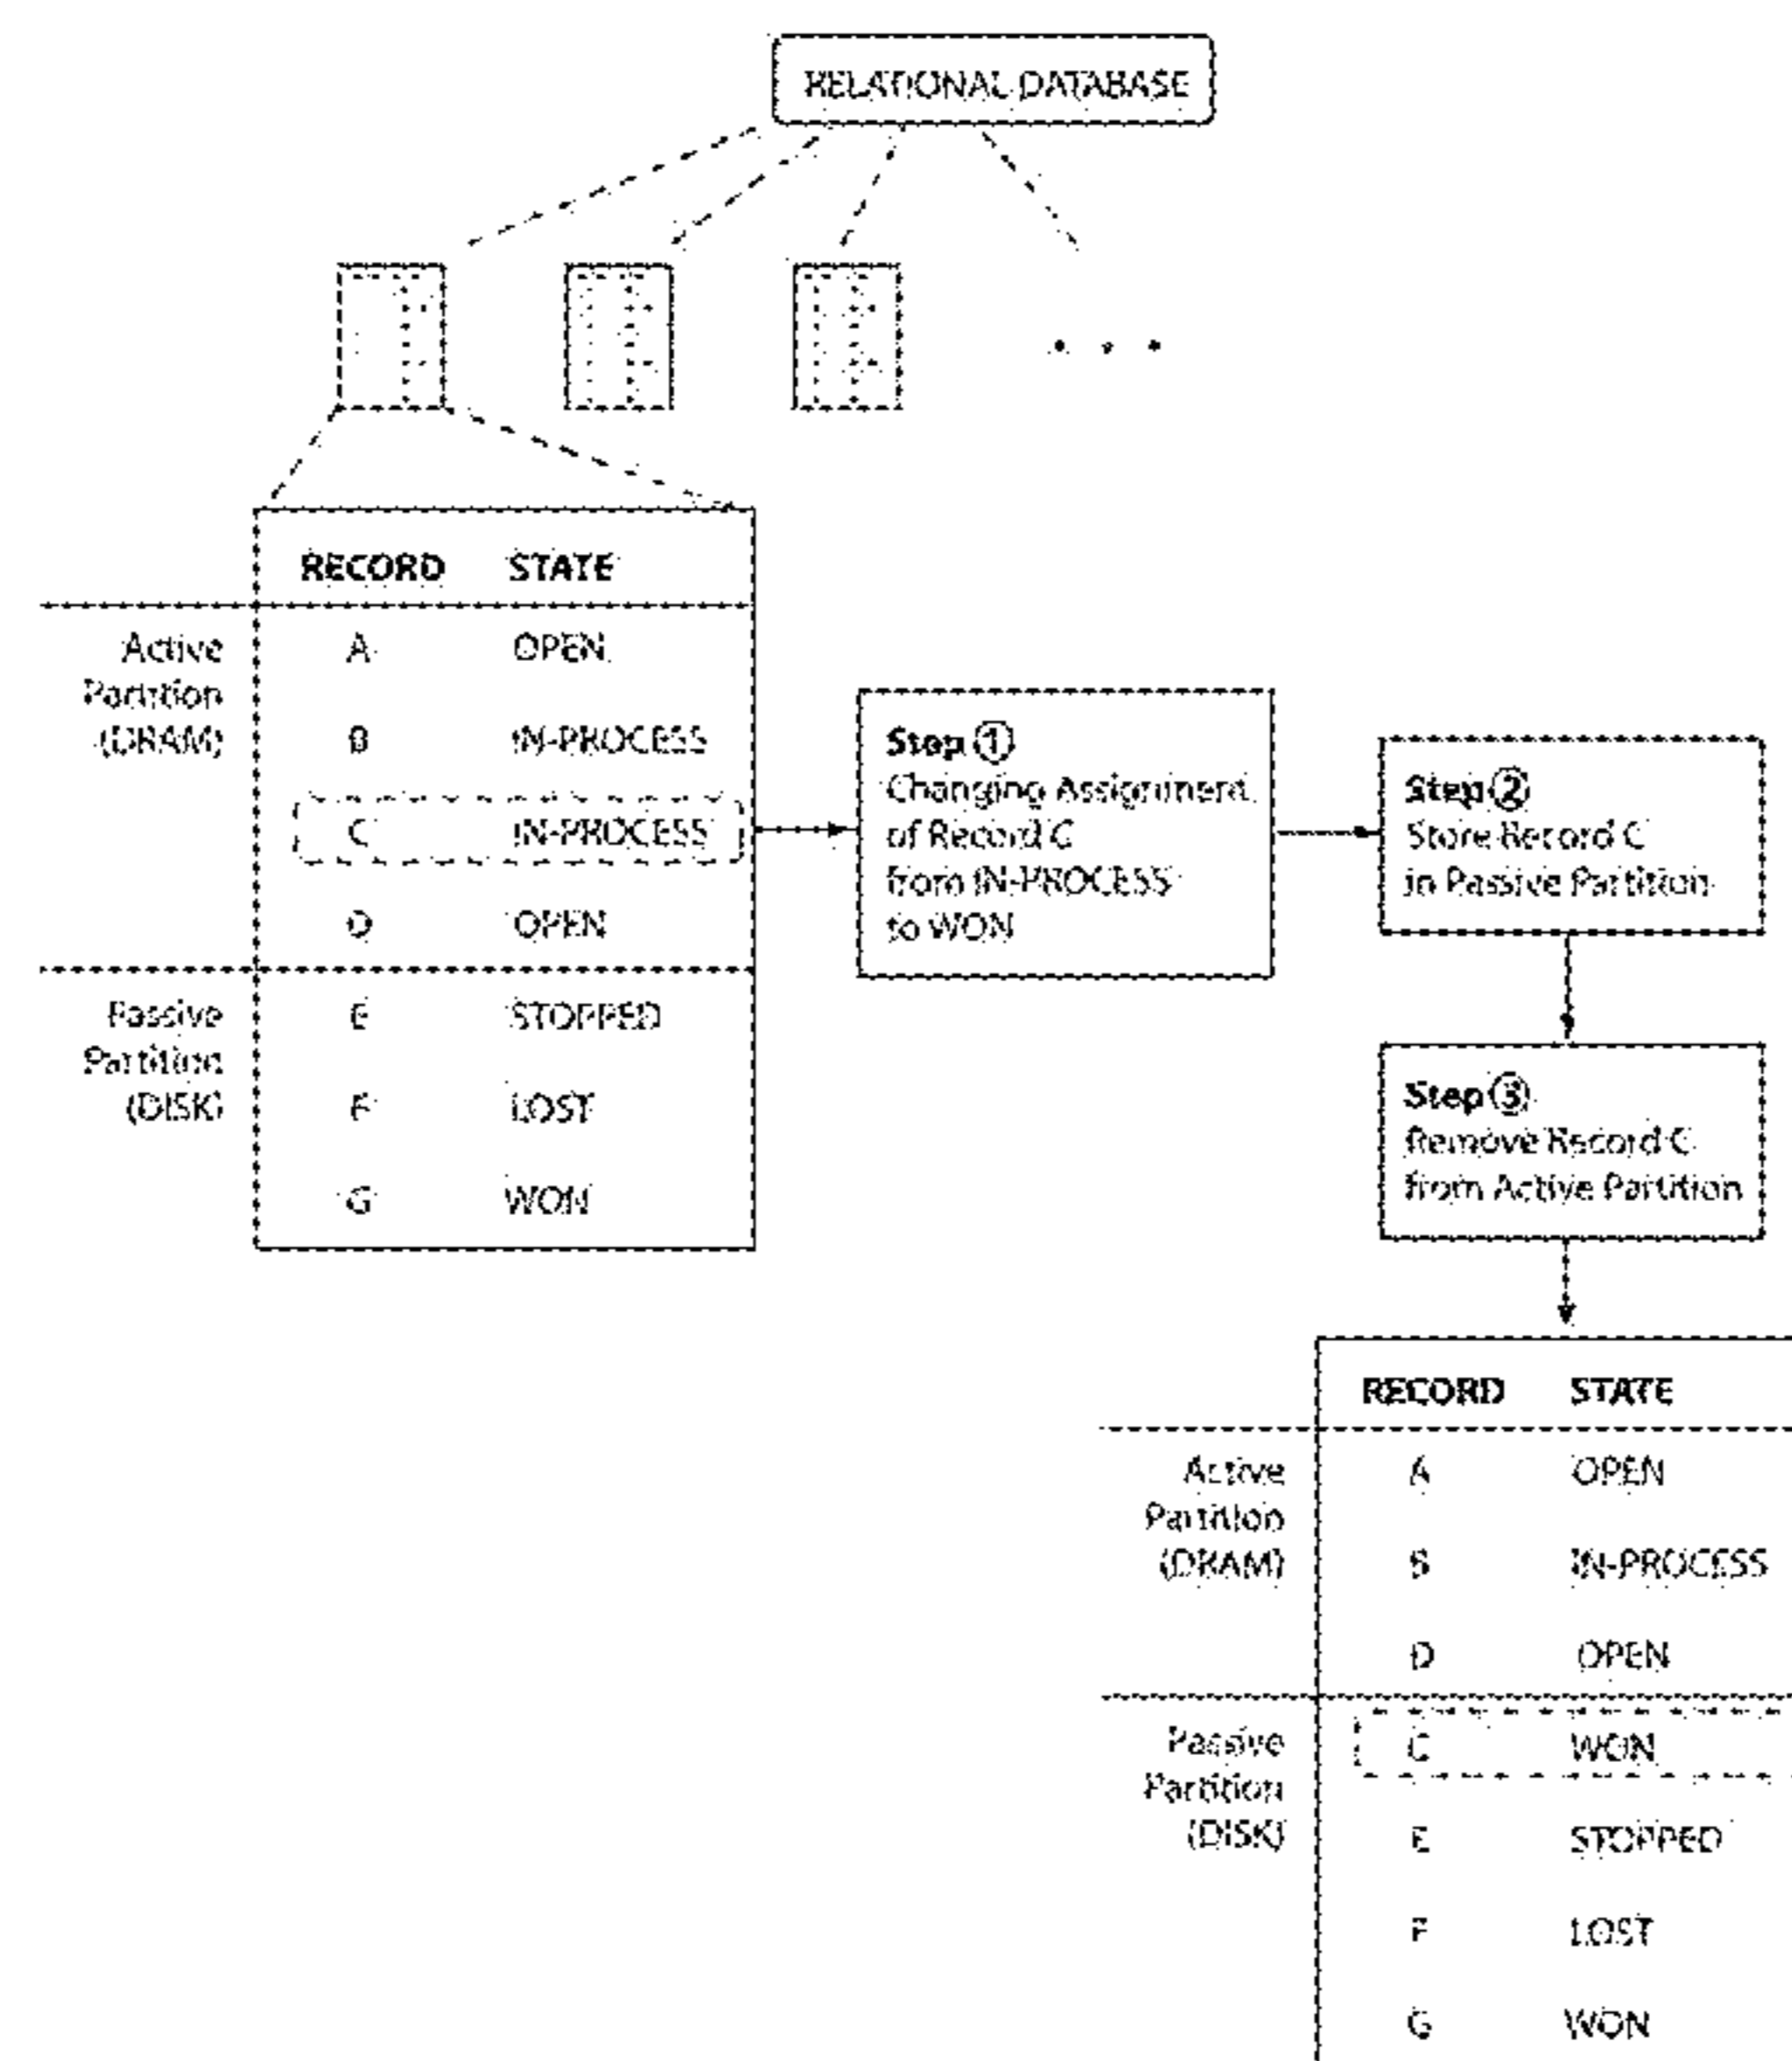 RELATIONAL DATABASE
RECORD STATE
Active
Partition
(DRAM)
A OPEN
B IN-PROCESS
C IN-PROCESS
D OPEN
Passive
Partition
(DISK)
E STOPPED
F LOST
G WON
Step 1
Changing Assignment
of Record C
from IN-PROCESS
to WON
Step 2
Store Record C
in Passive Partition
Step 3
Remove Record C
from Active Partition
RECORD STATE
Active
Partition
(DRAM)
A OPEN
B IN-PROCESS
D OPEN
Passive
Partition
(DISK)
C WON
E STOPPED
F LOST
G WON